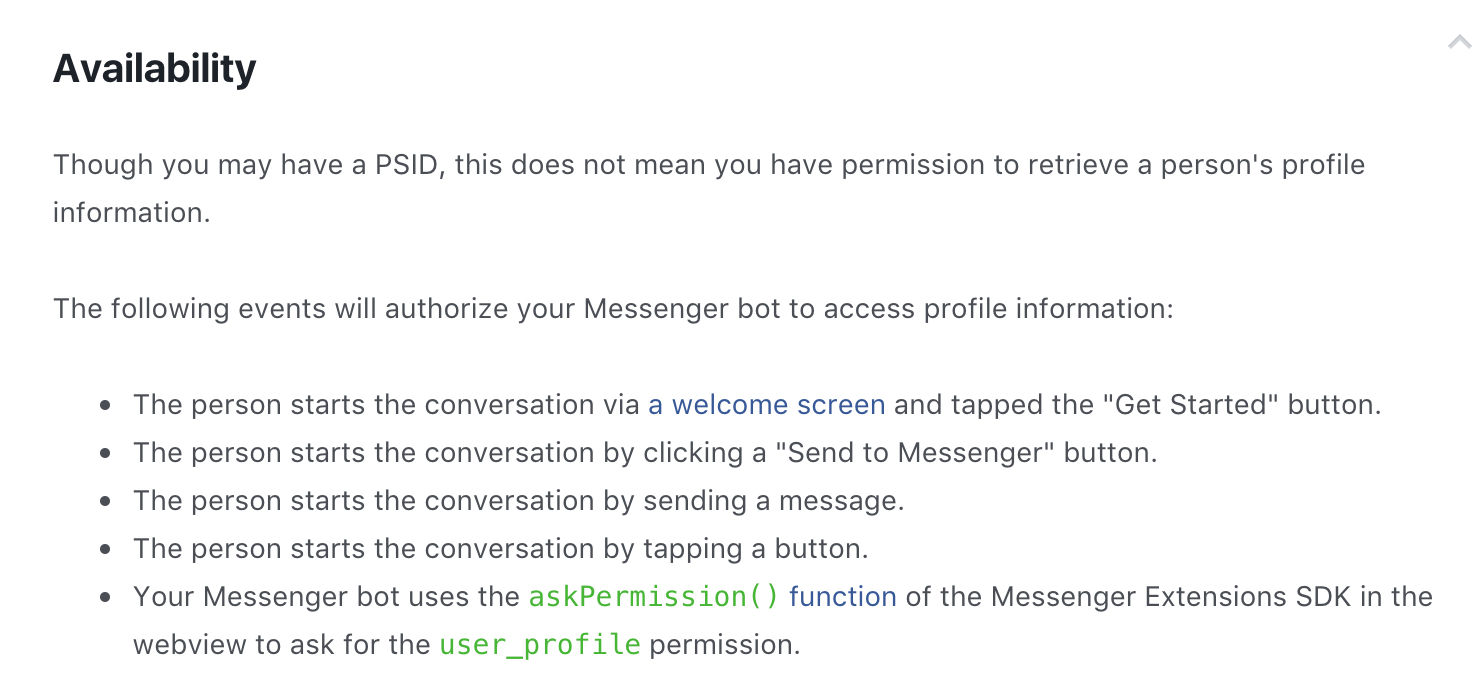 Availability
Though you may have a PSID, this does not mean you have permission to retrieve a person's profile
information.
The following events will authorize your Messenger bot to access profile information:
• The person starts the conversation via a welcome screen and tapped the "Get Started" button.
• The person starts the conversation by clicking a "Send to Messenger" button.
• The person starts the conversation by sending a message.
• The person starts the conversation by tapping a button.
• Your Messenger bot uses the askPermission() function of the Messenger Extensions SDK in the
webview to ask for the user_profile permission.